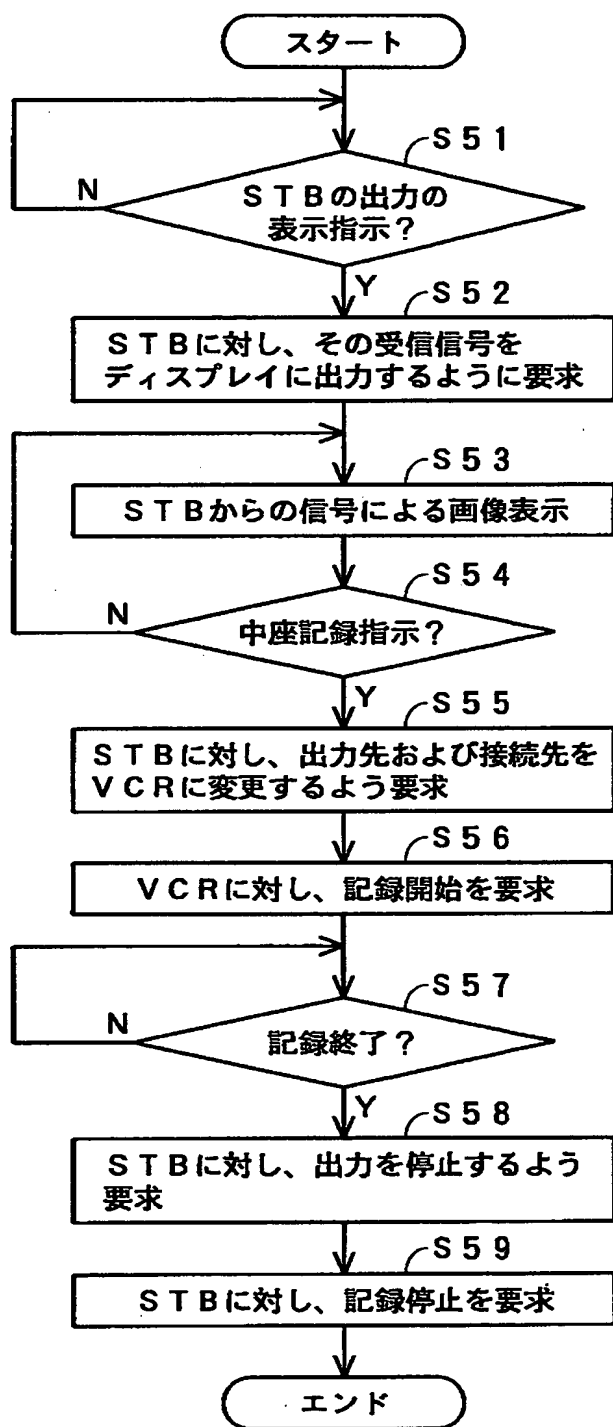 スタート
S51
STBの出力の
表示指示？
N
Y
S52
STBに対し、その受信信号を
ディスプレイに出力するように要求
S53
STBからの信号による画像表示
S54
中座記録指示？
N
Y
S55
STBに対し、出力先および接続先を
VCRに変更するよう要求
S56
VCRに対し、記録開始を要求
S57
記録終了？
N
Y
S58
STBに対し、出力を停止するよう
要求
S59
STBに対し、記録停止を要求
エンド